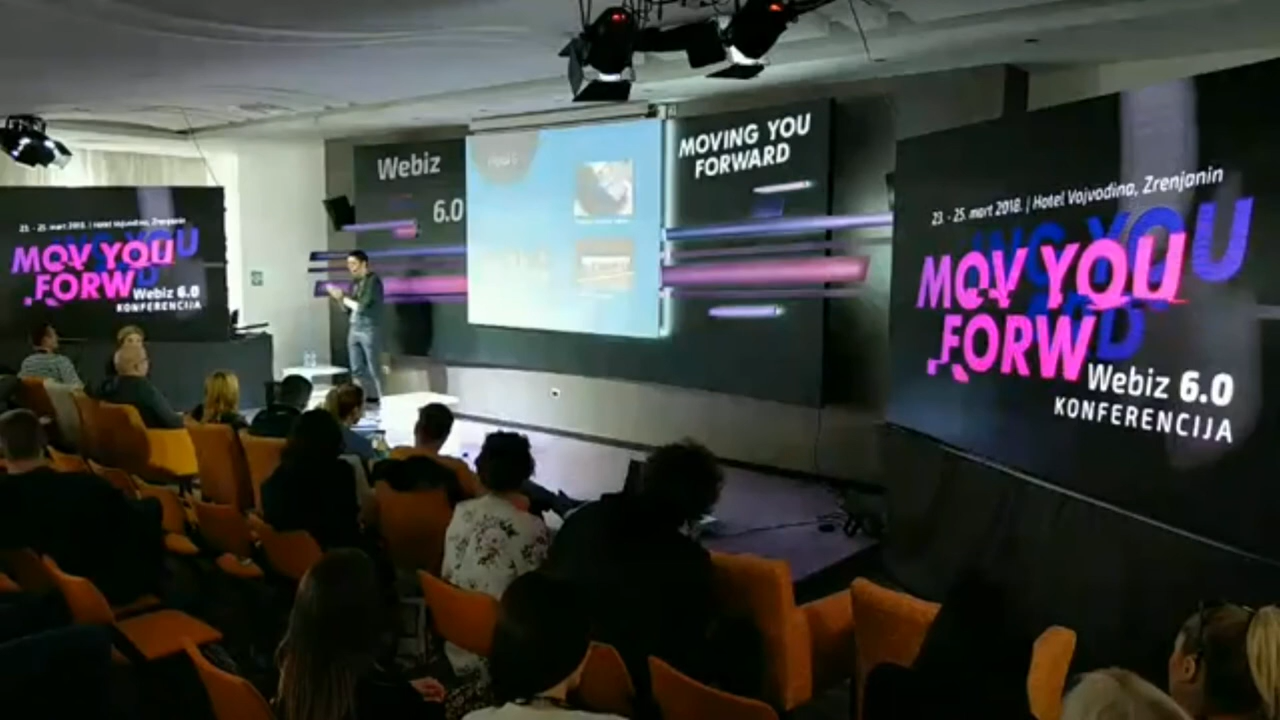 23. - 25. mart 2018. | Hotel Vojvodina, Zrenjanin
MOV YOU
FORW
Webiz 6.0
KONFERENCIJA
Webiz
6.0
MOVING YOU
FORWARD
23. - 25. mart 2018. | Hotel Vojvodina, Zrenjanin
MOV YOU
FORW
Webiz 6.0
KONFERENCIJA